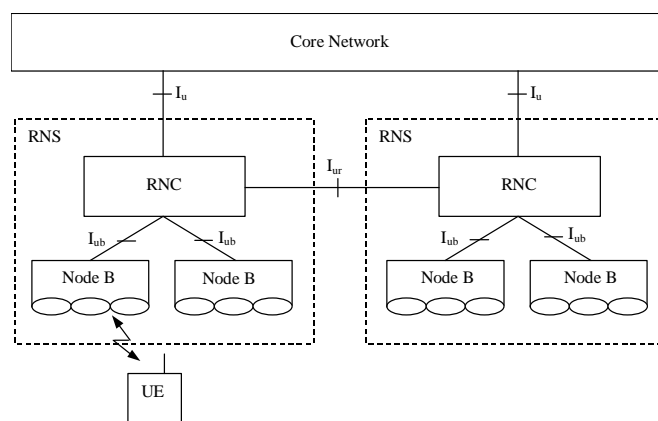 Core Network
Iu
Iu
RNS
RNS
Iur
RNC
RNC
Iub
Iub
Iub
Iub
Node B
Node B
Node B
Node B
UE